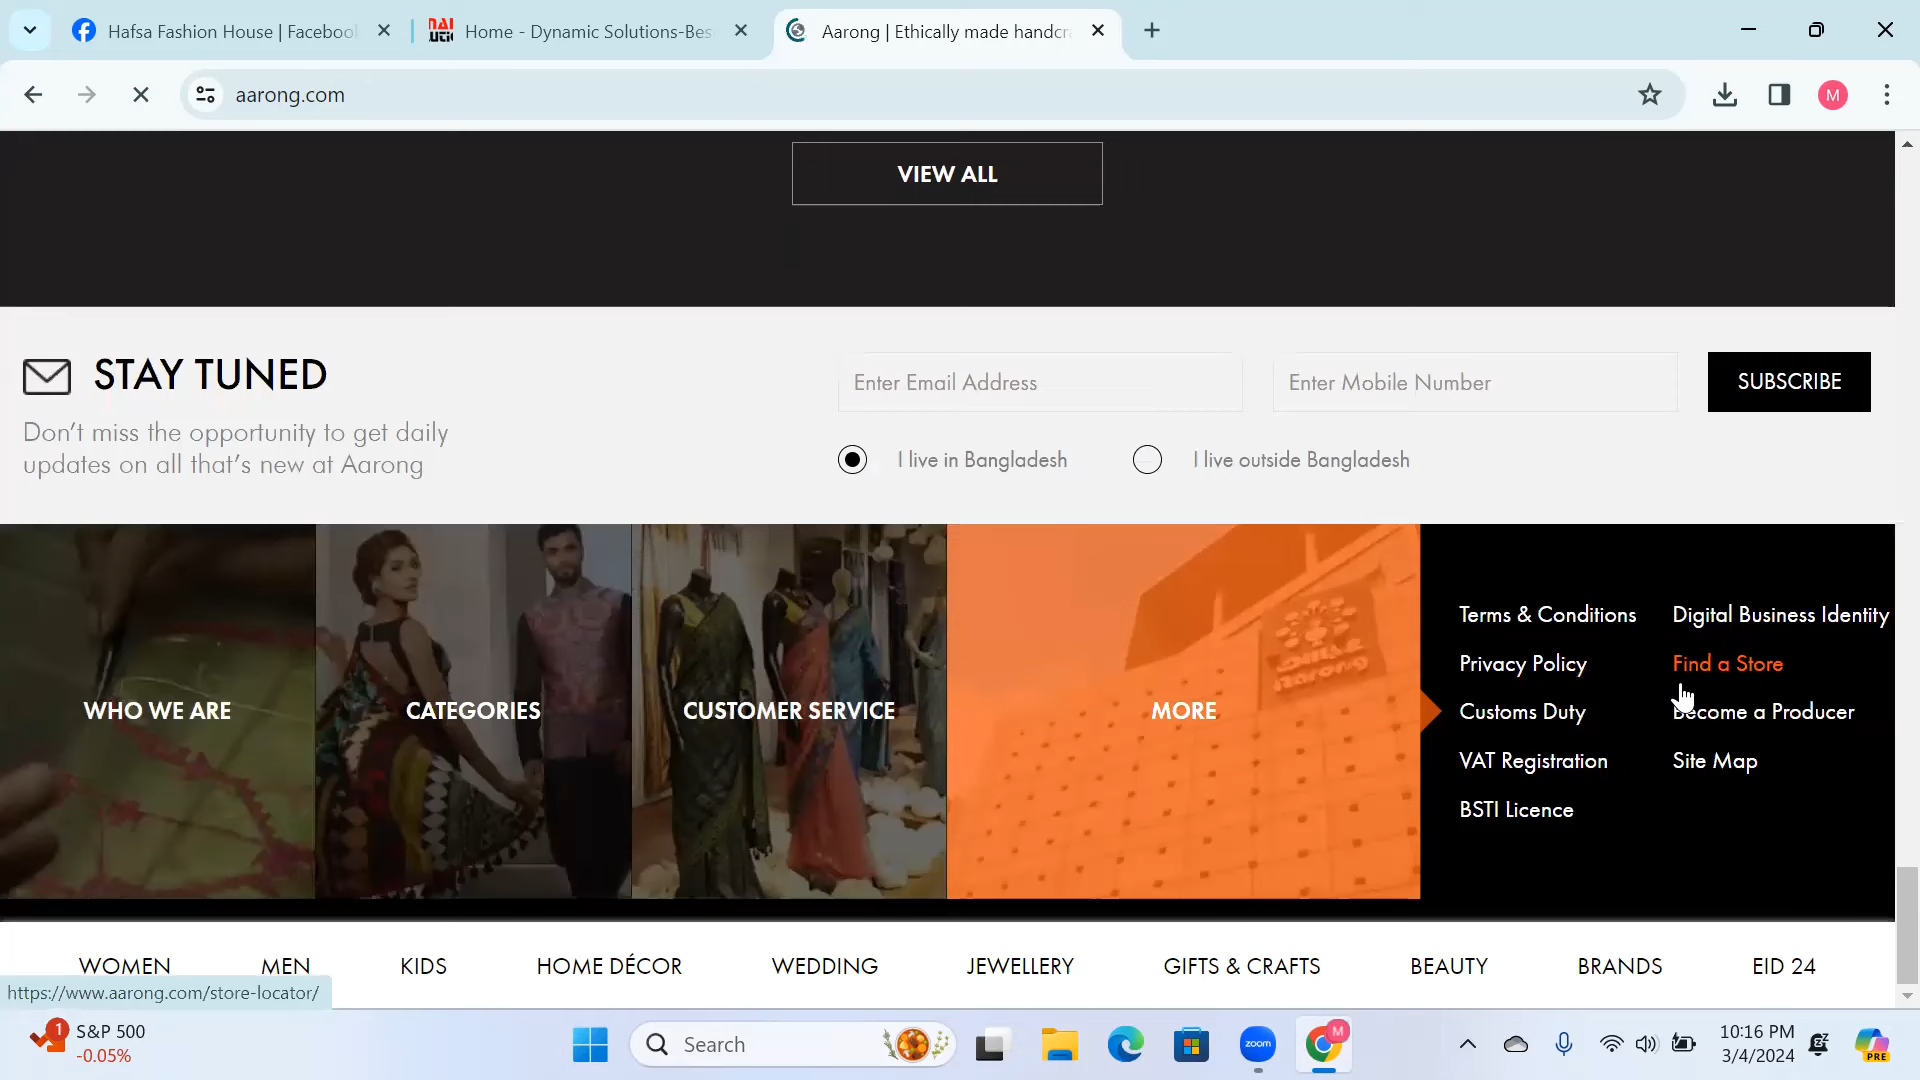 Hafsa Fashion House | Facebook
Home - Dynamic Solutions-Bes
Aarong | Ethically made handcra
aarong.com
M
VIEW ALL
STAY TUNED
Don't miss the opportunity to get daily
updates on all that's new at Aarong
Enter Email Address
Enter Mobile Number
SUBSCRIBE
I live in Bangladesh
I live outside Bangladesh
WHO WE ARE
CATEGORIES
CUSTOMER SERVICE
MORE
Terms & Conditions
Privacy Policy
Customs Duty
VAT Registration
BSTI Licence
Digital Business Identity
Find a Store
Become a Producer
Site Map
WOMEN MEN KIDS HOME DÉCOR WEDDING JEWELLERY GIFTS & CRAFTS BEAUTY BRANDS EID 24
https://www.aarong.com/store-locator/
1
S&P 500
-0.05%
Search
zoom
M
10:16 PM
3/4/2024
PRE